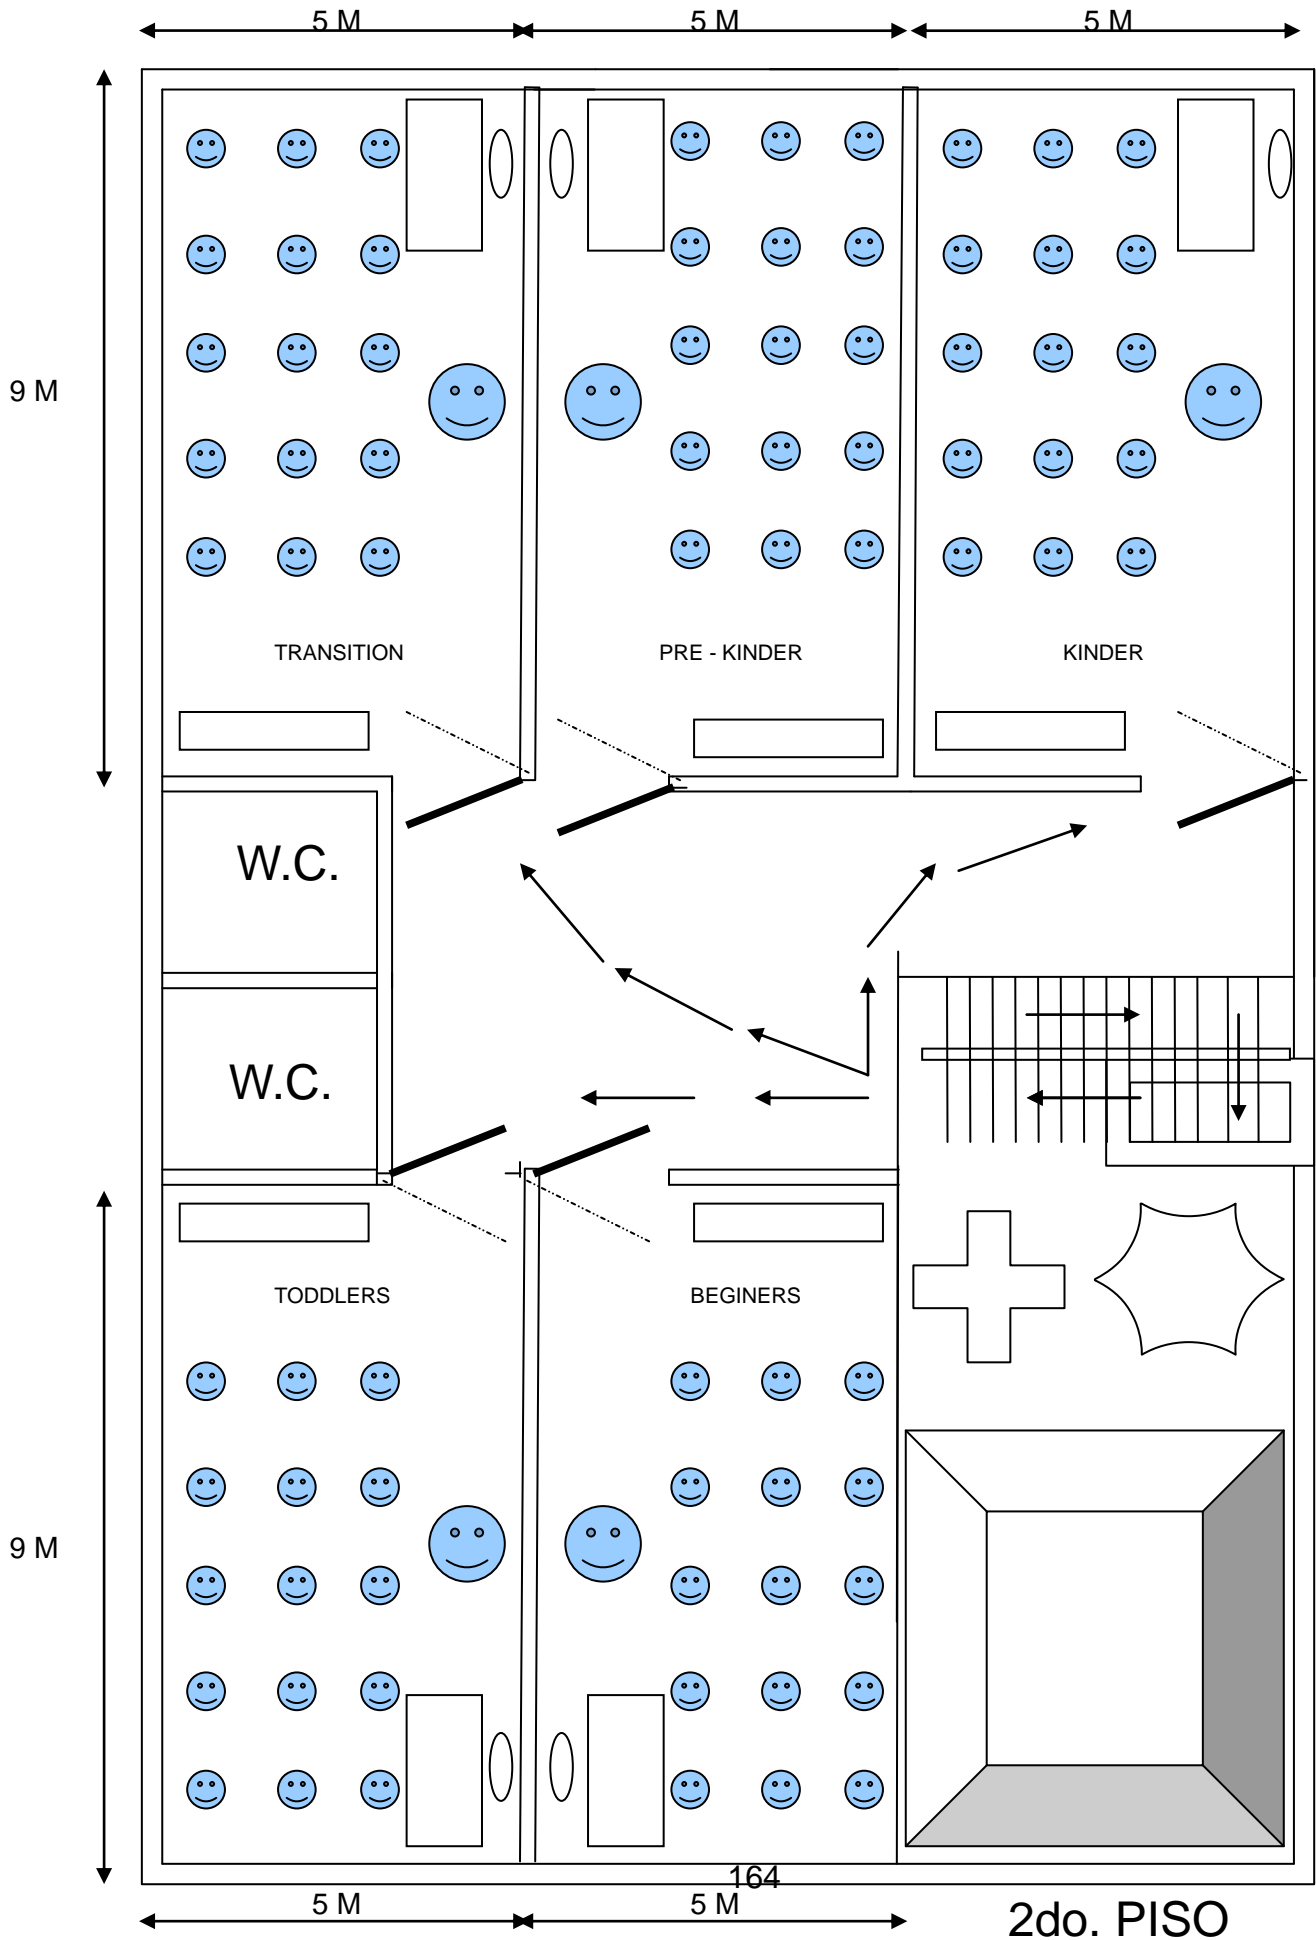 5 M
5 M
5 M
9 M
TRANSITION
PRE - KINDER
KINDER
W.C.
W.C.
TODDLERS
BEGINERS
9 M
164
5 M
5 M
2do. PISO